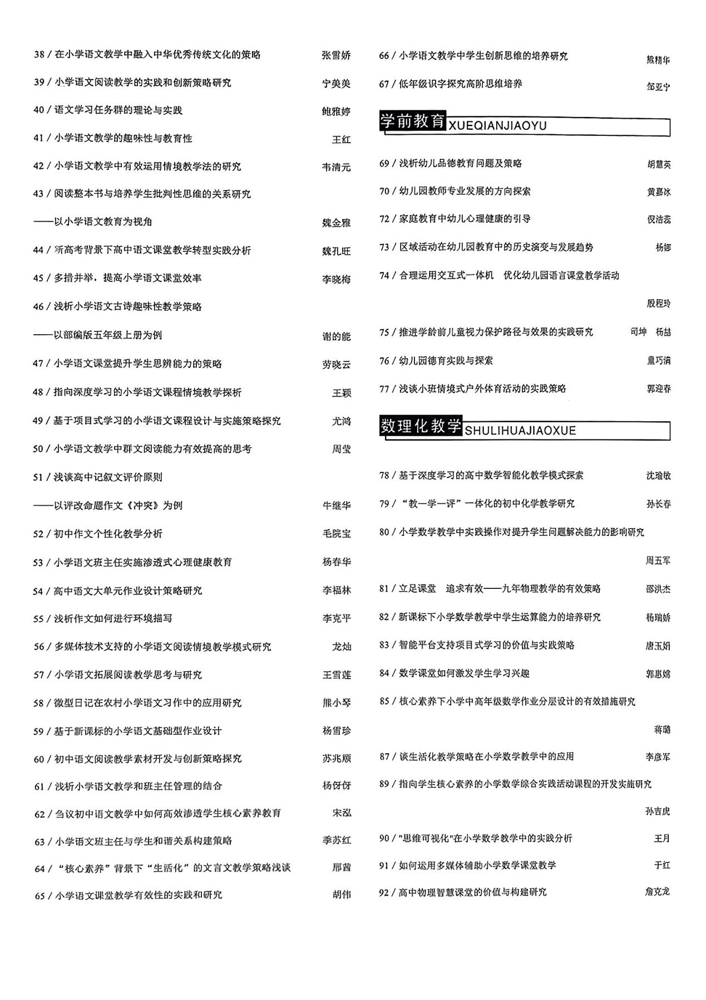 38 / 在小学语文教学中融入中华优秀传统文化的策略 张雪娇
39 / 小学语文阅读教学的实践和创新策略研究 宁美美
40 / 语文学习任务群的理论与实践 鲍雅婷
41 / 小学语文教学的趣味性与教育性 王红
42 / 小学语文教学中有效运用情境教学法的研究 韦清元
43 / 阅读整本书与培养学生批判性思维的关系研究
——以小学语文教育为视角 魏金雅
44 / 新高考背景下高中语文课堂教学转型实践分析 魏孔旺
45 / 多措并举，提高小学语文课堂效率 李晓梅
46 / 浅析小学语文古诗趣味性教学策略
——以部编版五年级上册为例 谢的能
47 / 小学语文课堂提升学生思辨能力的策略 劳晓云
48 / 指向深度学习的小学语文课程情境教学探析 王颖
49 / 基于项目式学习的小学语文课程设计与实施策略探究 尤鸿
50 / 小学语文教学中群文阅读能力有效提高的思考 周莹
51 / 浅谈高中记叙文评价原则
——以评改命题作文《冲突》为例 牛继华
52 / 初中作文个性化教学分析 毛院宝
53 / 小学语文班主任实施渗透式心理健康教育 杨春华
54 / 高中语文大单元作业设计策略研究 李福林
55 / 浅析作文如何进行环境描写 李克平
56 / 多媒体技术支持的小学语文阅读情境教学模式研究 龙灿
57 / 小学语文拓展阅读教学思考与研究 王雪莲
58 / 微型日记在农村小学语文习作中的应用研究 熊小琴
59 / 基于新课标的小学语文基础型作业设计 杨雪珍
60 / 初中语文阅读教学素材开发与创新策略探究 苏兆顺
61 / 浅析小学语文教学和班主任管理的结合 杨伢伢
62 / 刍议初中语文教学中如何高效渗透学生核心素养教育 宋泓
63 / 小学语文班主任与学生和谐关系构建策略 季苏红
64 / “核心素养”背景下“生活化”的文言文教学策略浅谈
65 / 小学语文课堂教学有效性的实践和研究 胡伟
66 / 小学语文教学中学生创新思维的培养研究 熊精华
67 / 低年级识字探究高阶思维培养 邹亚宁
学前教育 XUEQIANJIAOYU
69 / 浅析幼儿品德教育问题及策略 胡慧英
70 / 幼儿园教师专业发展的方向探索 黄嘉冰
72 / 家庭教育中幼儿心理健康的引导 倪洁蕊
73 / 区域活动在幼儿园教育中的历史演变与发展趋势 杨娜
74 / 合理运用交互式一体机　优化幼儿园语言课堂教学活动
殷程玲
75 / 推进学龄前儿童视力保护路径与效果的实践研究 司坤　杨喆
76 / 幼儿园德育实践与探索 童巧满
77 / 浅谈小班情境式户外体育活动的实践策略 郭迎春
数理化教学 SHULIHUAJIAOXUE
78 / 基于深度学习的高中数学智能化教学模式探索 沈瑜敏
79 / “教—学—评”一体化的初中化学教学研究 孙长春
80 / 小学数学教学中实践操作对提升学生问题解决能力的影响研究
周五军
81 / 立足课堂　追求有效——九年物理教学的有效策略 邵洪杰
82 / 新课标下小学数学教学中学生运算能力的培养研究 杨瑞娇
83 / 智能平台支持项目式学习的价值与实践策略 唐玉娟
84 / 数学课堂如何激发学生学习兴趣 郭惠嫦
85 / 核心素养下小学中高年级数学作业分层设计的有效措施研究
蒋璐
87 / 谈生活化教学策略在小学数学教学中的应用 李彦军
89 / 指向学生核心素养的小学数学综合实践活动课程的开发实施研究
孙吉虎
90 / "思维可视化"在小学数学教学中的实践分析 王月
91 / 如何运用多媒体辅助小学数学课堂教学 于红
92 / 高中物理智慧课堂的价值与构建研究 詹克龙